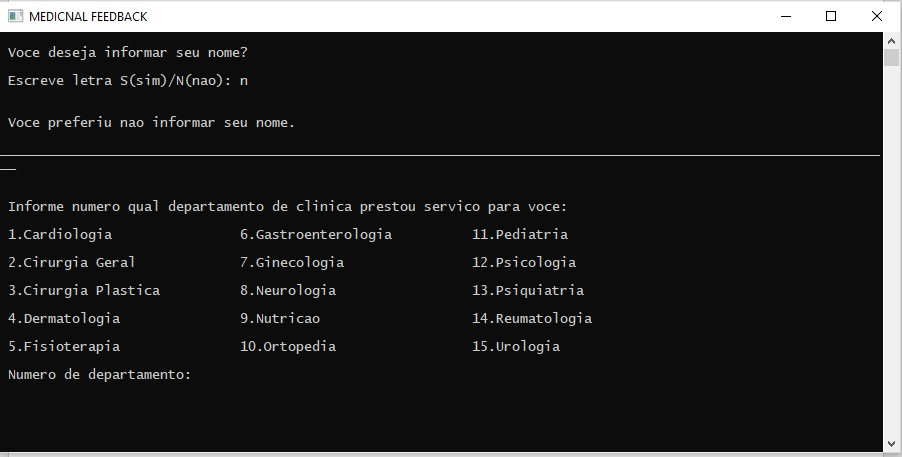 MEDICNAL FEEDBACK
Voce deseja informar seu nome?
Escreve letra S(sim)/N(nao): n
Voce preferiu nao informar seu nome.
Informe numero qual departamento de clinica prestou servico para voce:
1.Cardiologia 6.Gastroenterologia 11.Pediatria
2.Cirurgia Geral 7.Ginecologia 12.Psicologia
3.Cirurgia Plastica 8.Neurologia 13.Psiquiatria
4.Dermatologia 9.Nutricao 14.Reumatologia
5.Fisioterapia 10.Ortopedia 15.Urologia
Numero de departamento: